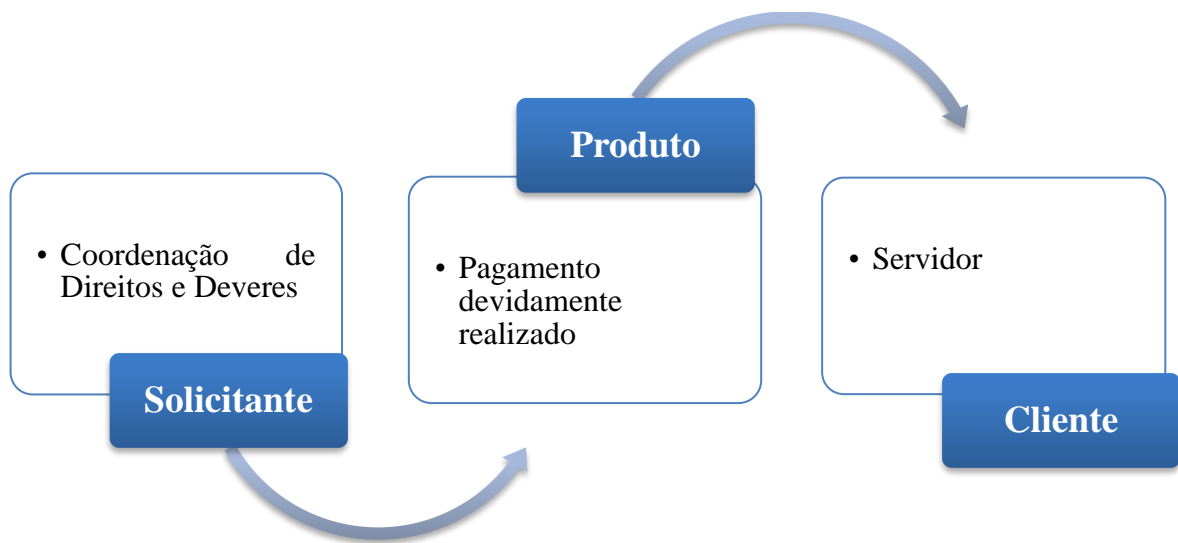 • Coordenação de
Direitos e Deveres
Solicitante
Produto
• Pagamento
devidamente
realizado
• Servidor
Cliente